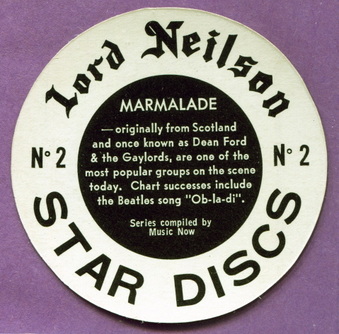 Lord Neilson
MARMALADE
— originally from Scotland
and once known as Dean Ford
& the Gaylords, are one of the
most popular groups on the scene
today. Chart successes include
the Beatles song "Ob-la-di".
Series compiled by
Music Now
Nº 2
Nº 2
STAR DISCS